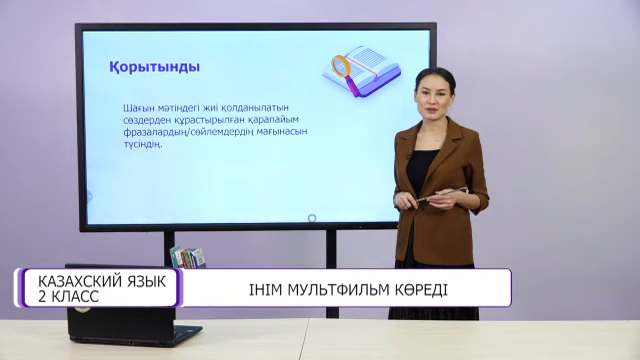 Қорытынды
Шағын мәтіндегі жиі қолданылатын
сөздерден құрастырылған қарапайым
фразалардың/сөйлемдердің мағынасын
түсіндің.
КАЗАХСКИЙ ЯЗЫК
2 КЛАСС
ІНІМ МУЛЬТФИЛЬМ КӨРЕДІ